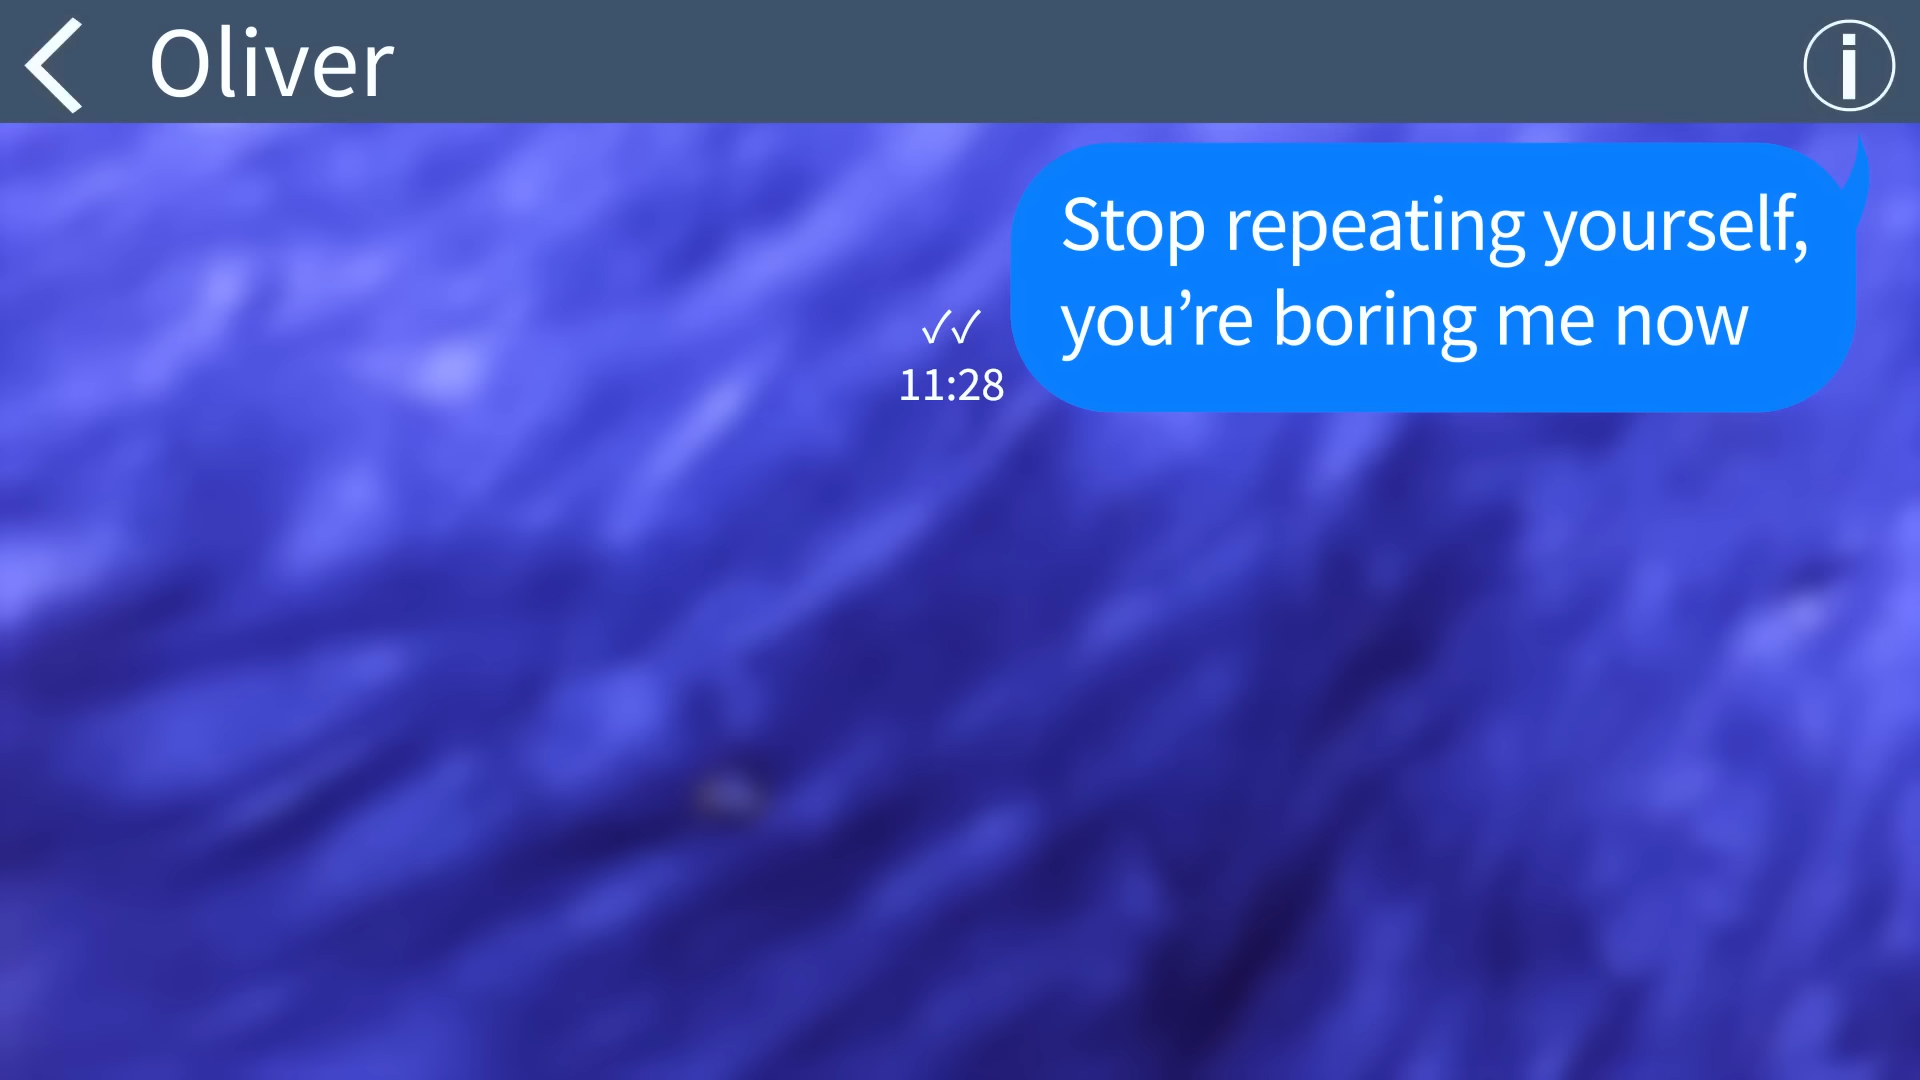 Oliver
Stop repeating yourself,
you’re boring me now
✓✓
11:28